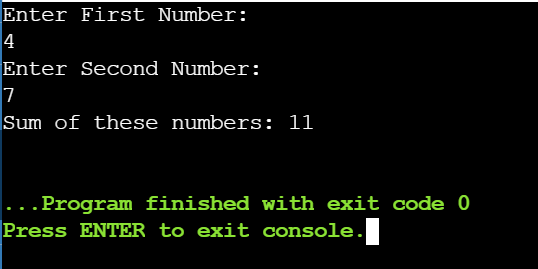 Enter First Number:
4
Enter Second Number:
7
Sum of these numbers: 11
...Program finished with exit code 0
Press ENTER to exit console.